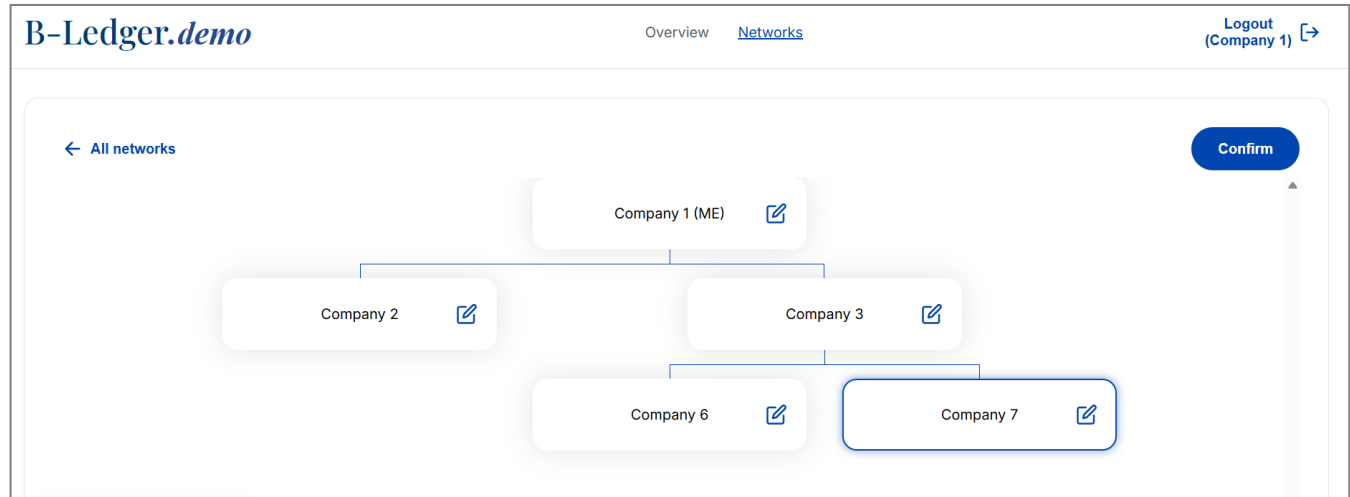 B-Ledger.demo
Overview
Networks
Logout
(Company 1)
All networks
Confirm
Company 1 (ME)
Company 2
Company 3
Company 6
Company 7